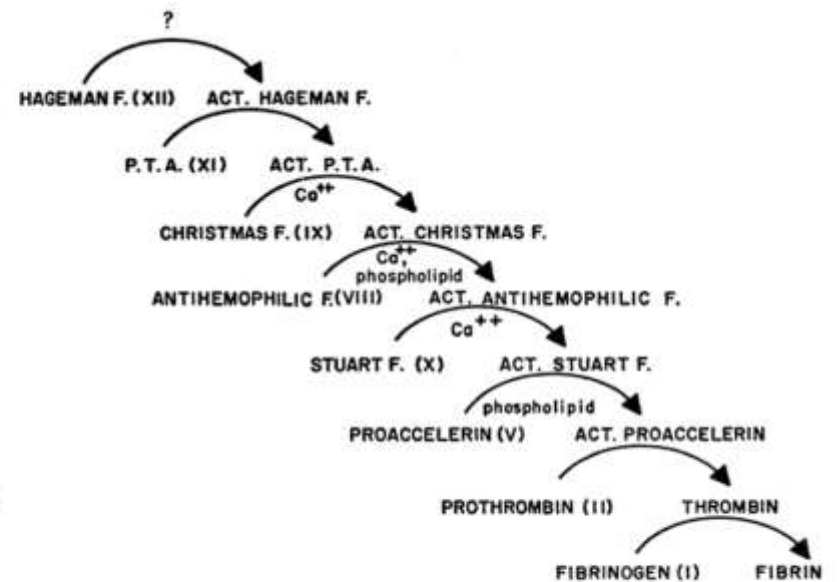 ?
HAGEMAN F. (XII) ACT. HAGEMAN F.
P.T.A. (XI) ACT. P.T.A.
Ca++
CHRISTMAS F. (IX) ACT. CHRISTMAS F.
Ca++,
phospholipid
ANTIHEMOPHILIC F.(VIII) ACT. ANTIHEMOPHILIC F.
Ca++
STUART F. (X) ACT. STUART F.
phospholipid
PROACCELERIN (V) ACT. PROACCELERIN
PROTHROMBIN (II) THROMBIN
FIBRINOGEN (I) FIBRIN